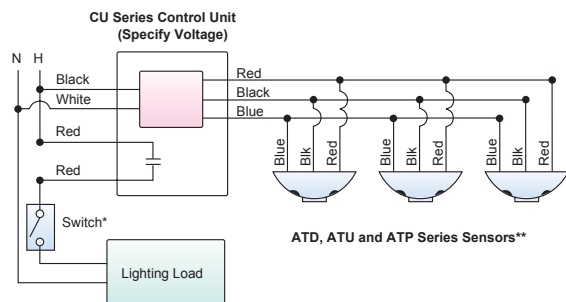 CU Series Control Unit
(Specify Voltage)
N H
Black
White
Red
Red
Red
Black
Blue
Blue
Blk
Red
Blue
Blk
Red
Blue
Blk
Red
Switch*
ATD, ATU and ATP Series Sensors**
Lighting Load